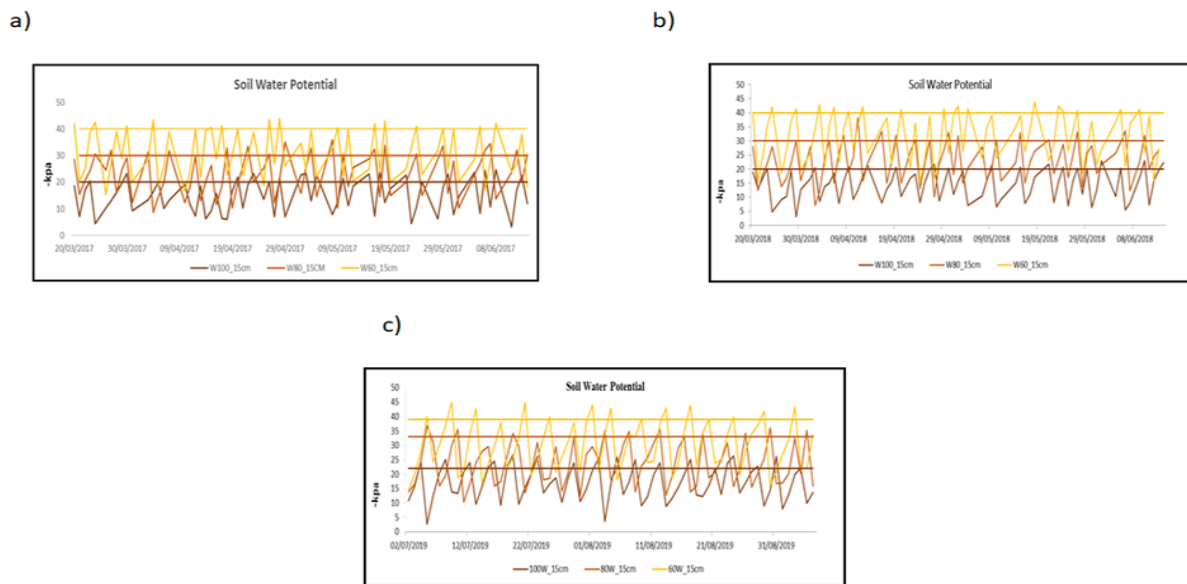 a)
b)
Soil Water Potential
50
40
30
20
10
0
-kpa
20/03/2017 30/03/2017 09/04/2017 19/04/2017 29/04/2017 09/05/2017 19/05/2017 29/05/2017 08/06/2017
W100_15cm W80_15CM W60_15cm
Soil Water Potential
50
45
40
35
30
25
20
15
10
5
0
-kpa
20/03/2018 30/03/2018 09/04/2018 19/04/2018 29/04/2018 09/05/2018 19/05/2018 29/05/2018 08/06/2018
W100_15cm W80_15cm W60_15cm
c)
Soil Water Potential
50
45
40
35
30
25
20
15
10
5
0
-kpa
02/07/2019 12/07/2019 22/07/2019 01/08/2019 11/08/2019 21/08/2019 31/08/2019
100W_15cm 80W_15cm 60W_15cm